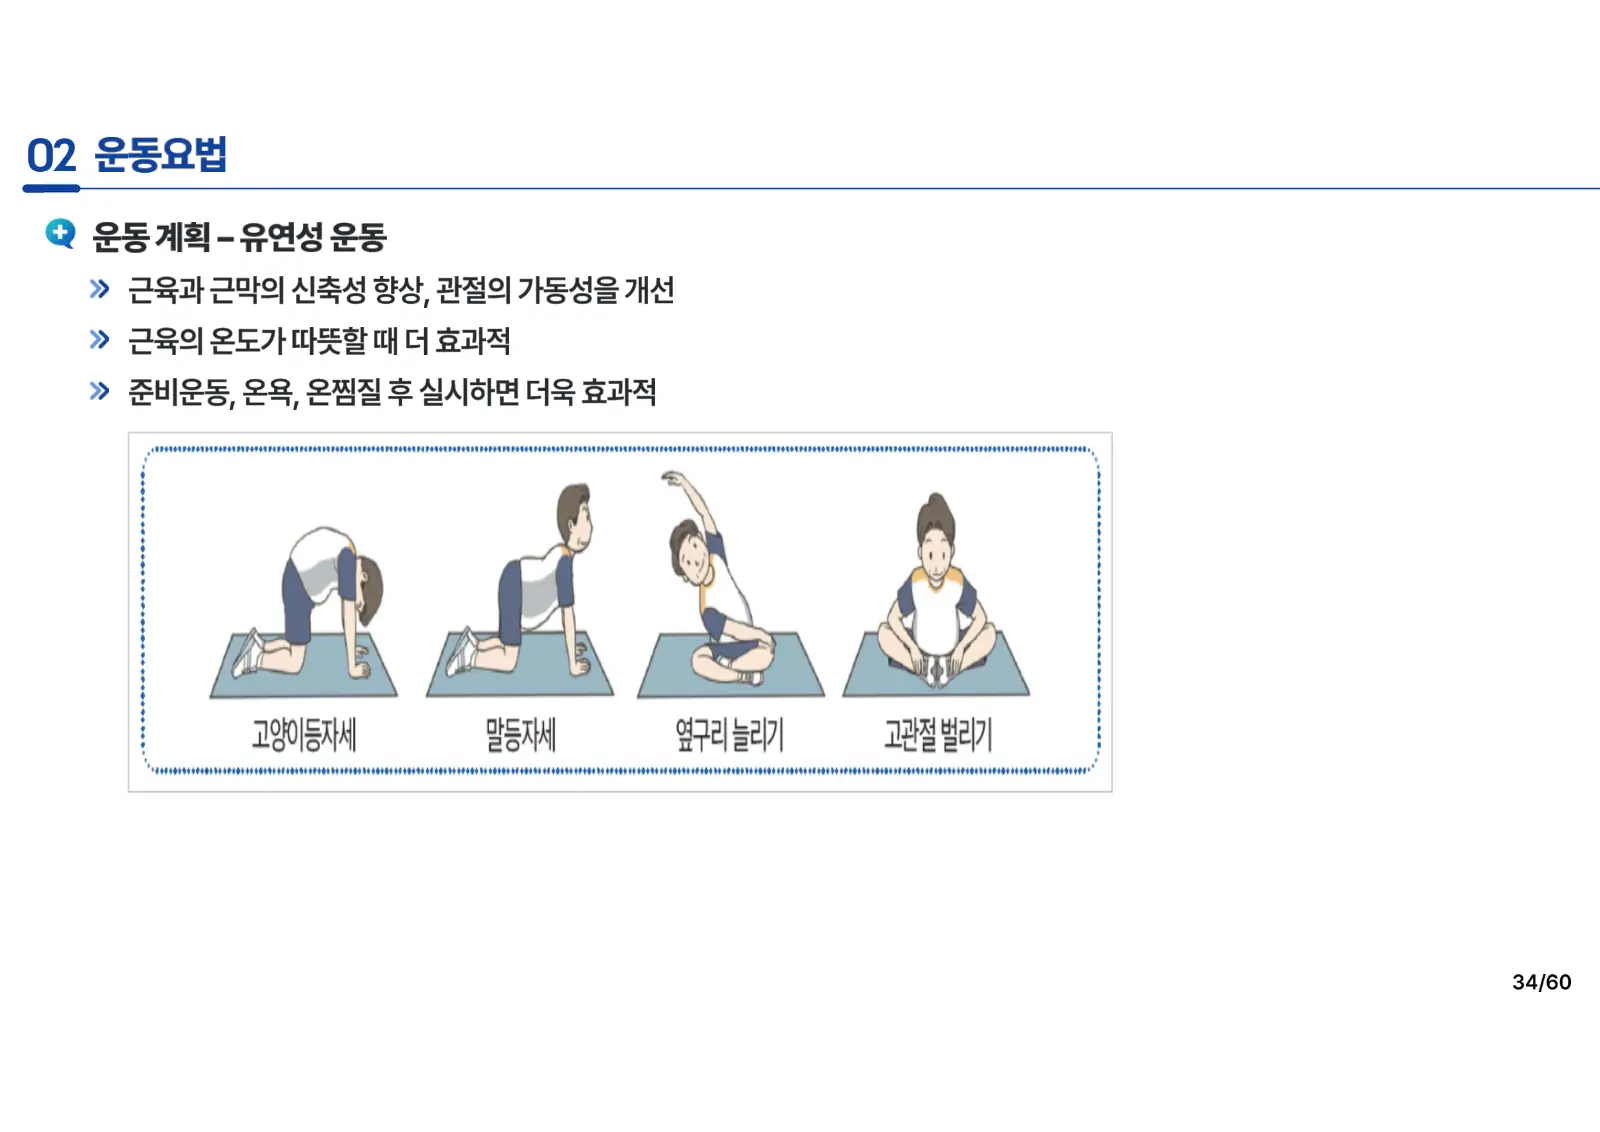 02 운동요법
운동 계획 – 유연성 운동
근육과 근막의 신축성 향상, 관절의 가동성을 개선
근육의 온도가 따뜻할 때 더 효과적
준비운동, 온욕, 온찜질 후 실시하면 더욱 효과적
고양이등자세 말등자세 옆구리 늘리기 고관절 벌리기
34/60